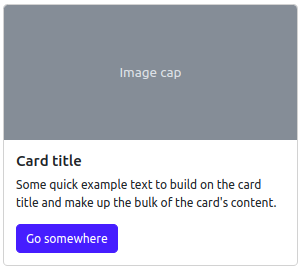 Image cap
Card title
Some quick example text to build on the card
title and make up the bulk of the card's content.
Go somewhere